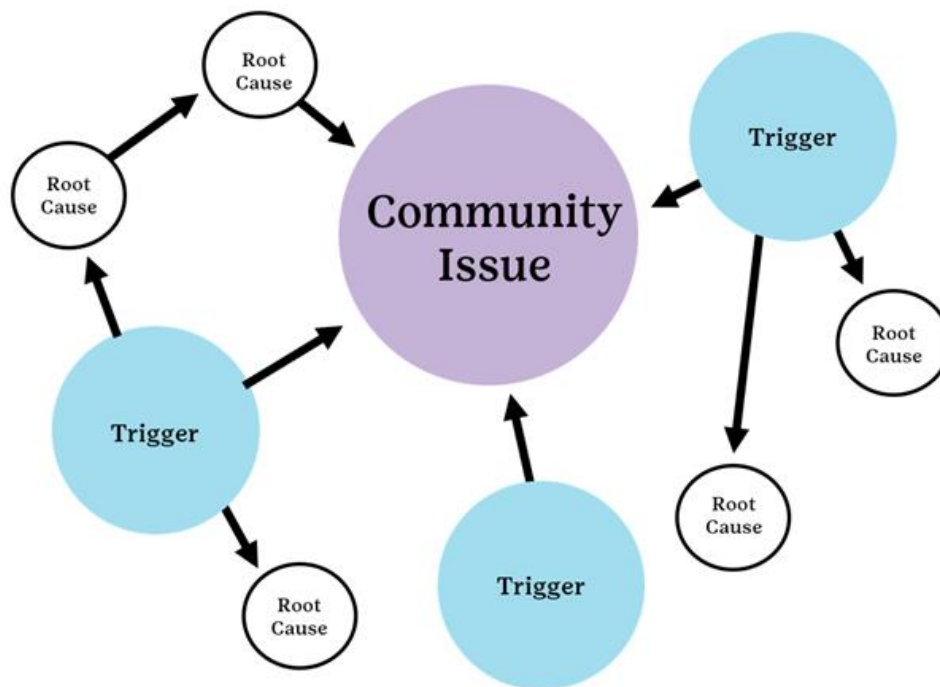 Root
Cause
Trigger
Root
Cause
Community
Issue
Root
Cause
Trigger
Root
Cause
Trigger
Root
Cause